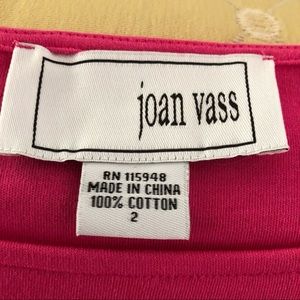 joan vass
RN 115948
MADE IN CHINA
100% COTTON
2